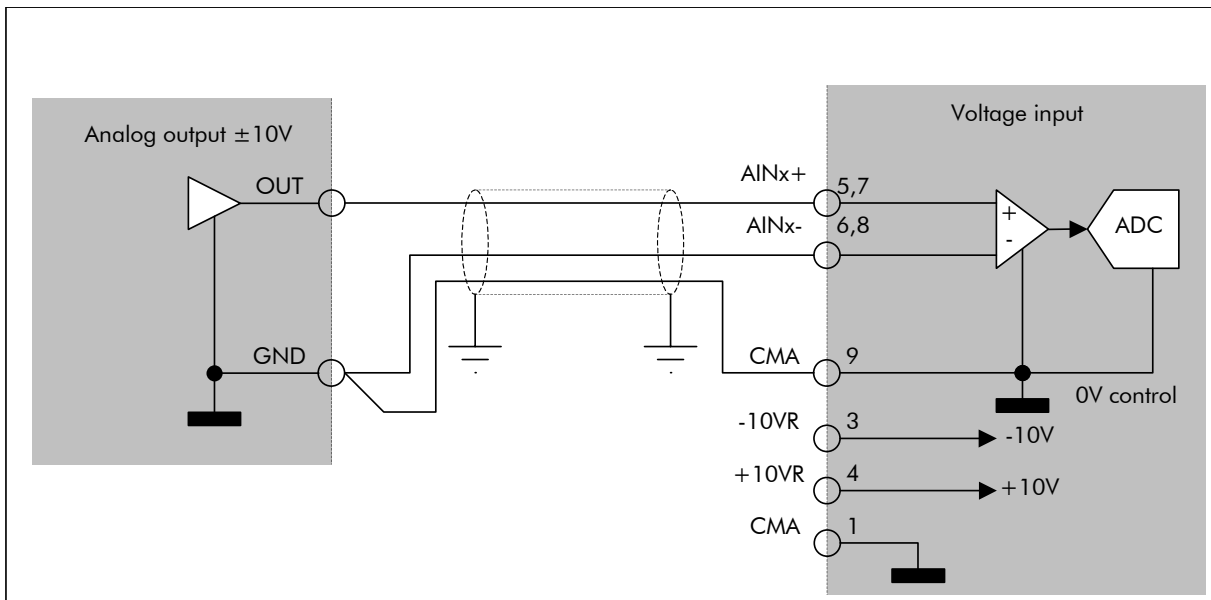 Analog output ±10V
OUT
GND
Voltage input
AINx+
5,7
AINx-
6,8
+
-
ADC
CMA
9
0V control
-10VR
3
-10V
+10VR
4
+10V
CMA
1